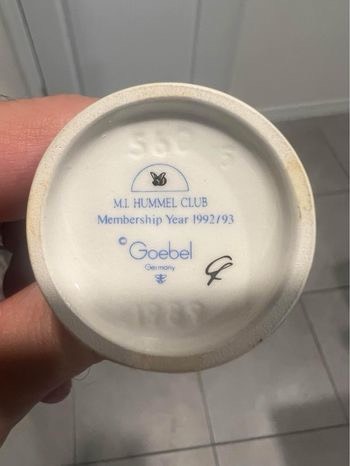 M.I. HUMMEL CLUB
Membership Year 1992/93
© Goebel
Germany